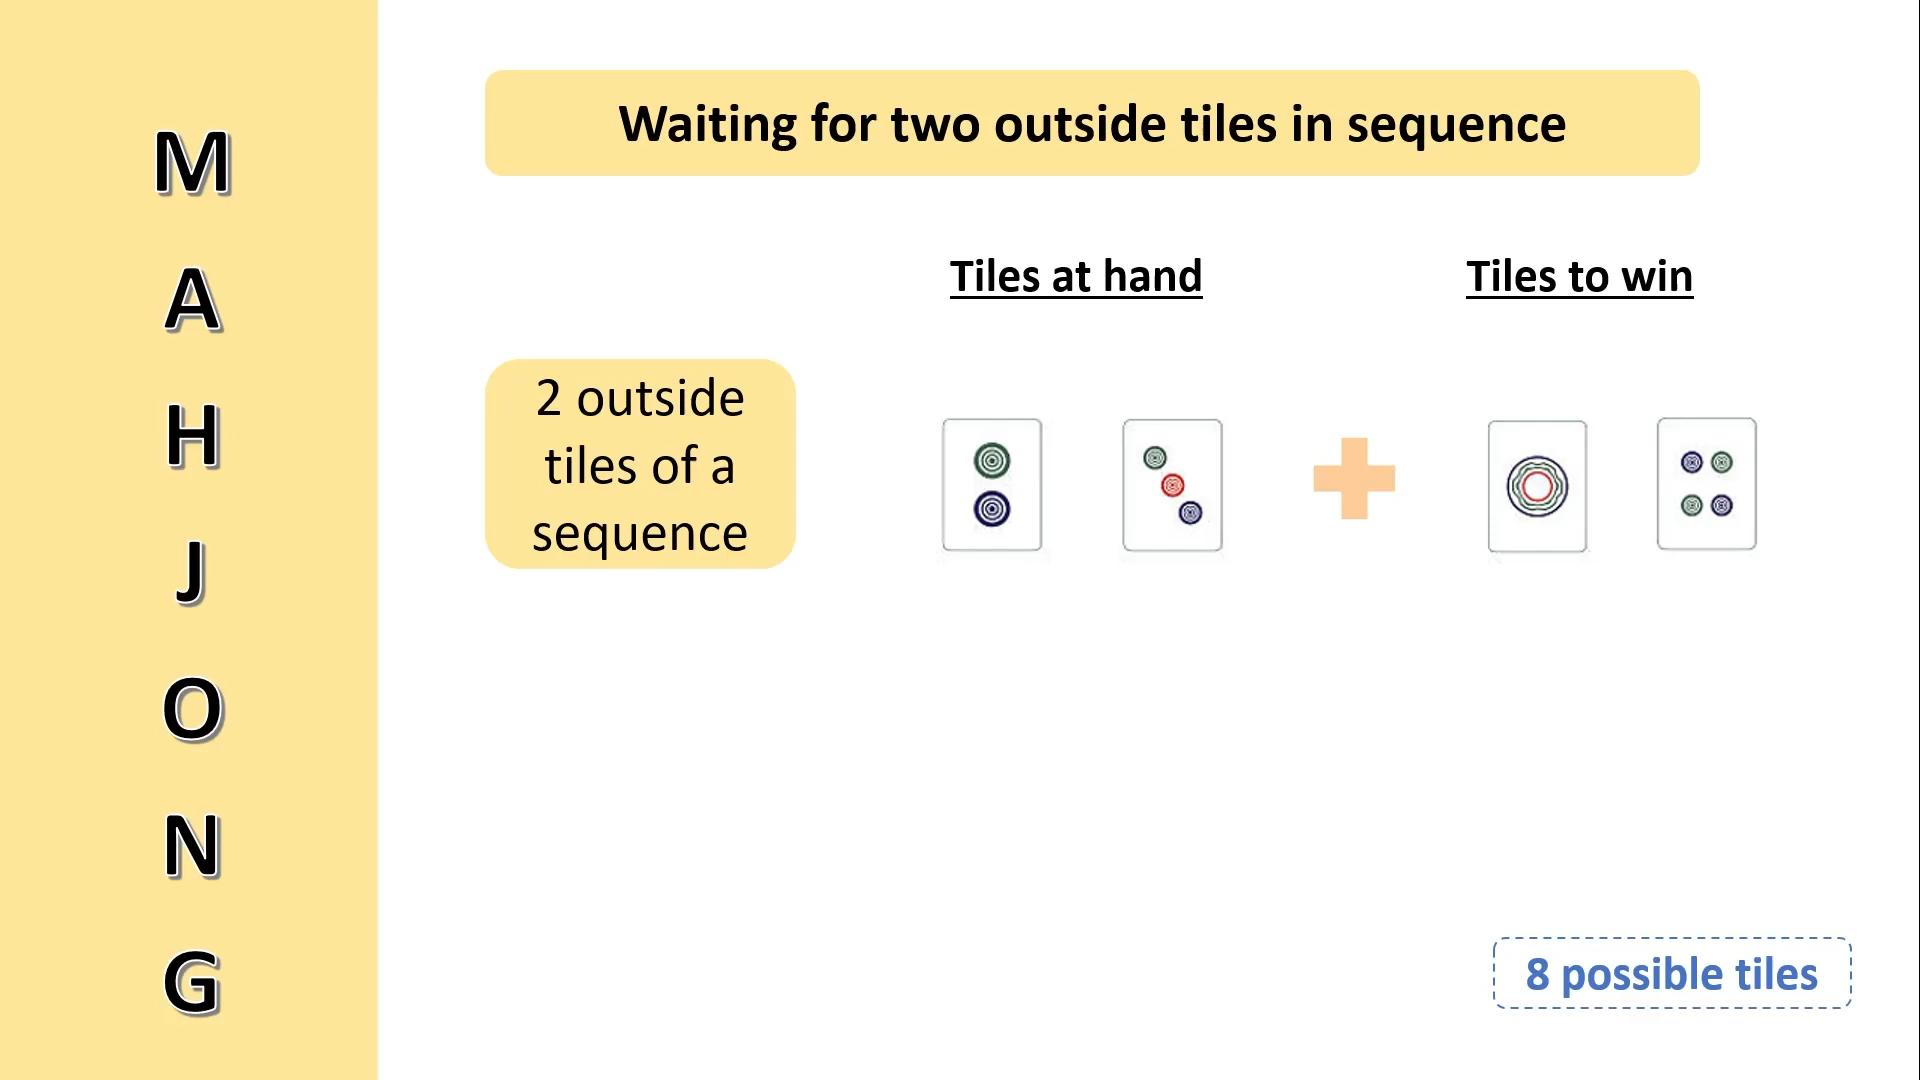 M
A
H
J
O
N
G
Waiting for two outside tiles in sequence
Tiles at hand
Tiles to win
2 outside
tiles of a
sequence
8 possible tiles